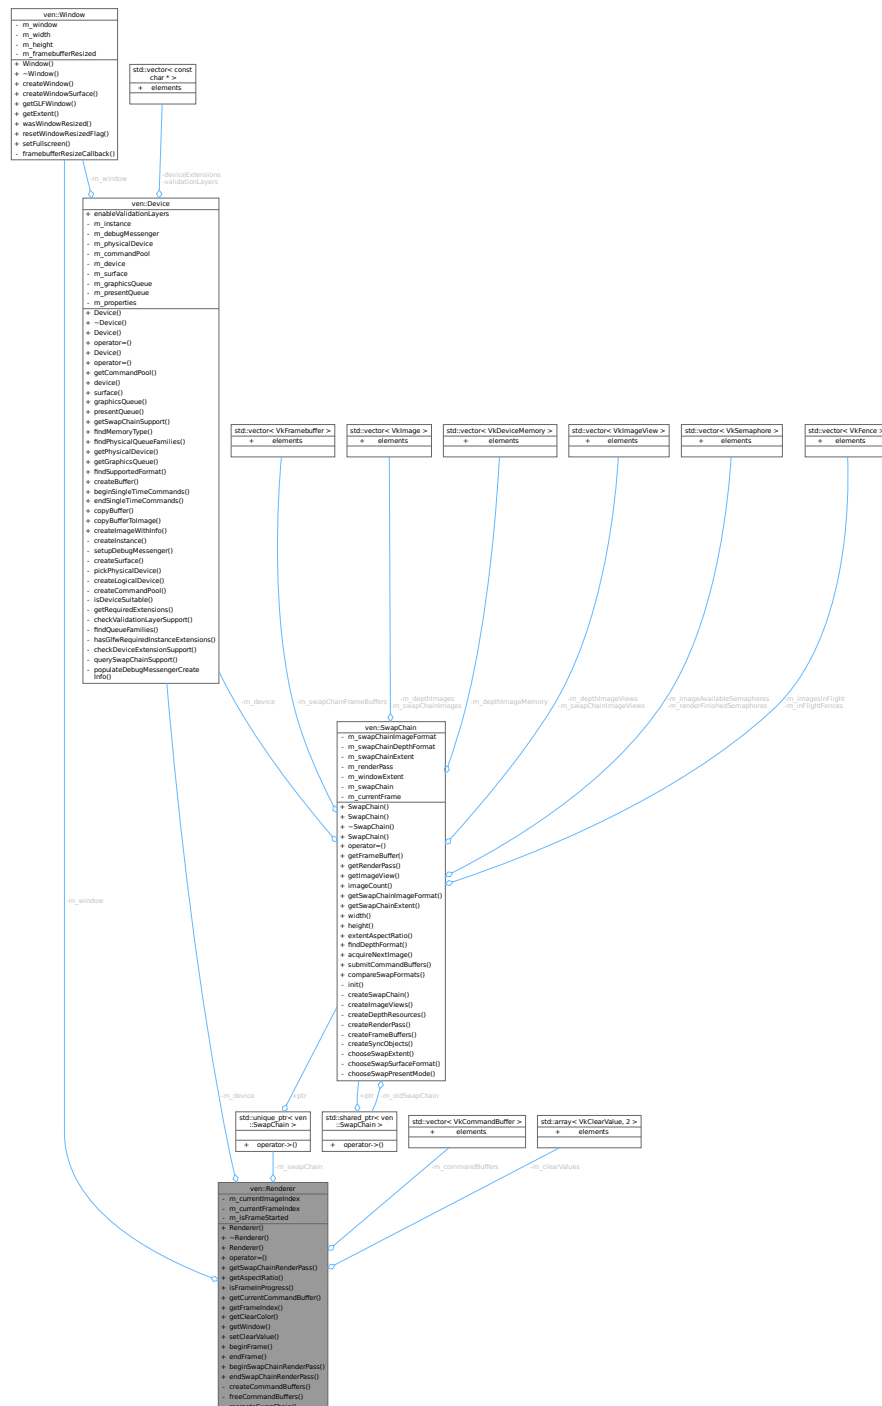 ven::Window
- m_window
- m_width
- m_height
- m_framebufferResized
+ Window()
+ ~Window()
+ createWindow()
+ createWindowSurface()
+ getGLFWindow()
+ getExtent()
+ wasWindowResized()
+ resetWindowResizedFlag()
+ setFullscreen()
- framebufferResizeCallback()
std::vector< const
char * >
+ elements
-m_window
-deviceExtensions
-validationLayers
ven::Device
+ enableValidationLayers
- m_instance
- m_debugMessenger
- m_physicalDevice
- m_commandPool
- m_device
- m_surface
- m_graphicsQueue
- m_presentQueue
- m_properties
+ Device()
+ ~Device()
+ Device()
+ operator=()
+ Device()
+ operator=()
+ getCommandPool()
+ device()
+ surface()
+ graphicsQueue()
+ presentQueue()
+ getSwapChainSupport()
+ findMemoryType()
+ findPhysicalQueueFamilies()
+ getPhysicalDevice()
+ getGraphicsQueue()
+ findSupportedFormat()
+ createBuffer()
+ beginSingleTimeCommands()
+ endSingleTimeCommands()
+ copyBuffer()
+ copyBufferToImage()
+ createImageWithInfo()
- createInstance()
- setupDebugMessenger()
- createSurface()
- pickPhysicalDevice()
- createLogicalDevice()
- createCommandPool()
- isDeviceSuitable()
- getRequiredExtensions()
- checkValidationLayerSupport()
- findQueueFamilies()
- hasGlfwRequiredInstanceExtensions()
- checkDeviceExtensionSupport()
- querySwapChainSupport()
- populateDebugMessengerCreate
Info()
std::vector< VkFramebuffer >
+ elements
std::vector< VkImage >
+ elements
std::vector< VkDeviceMemory >
+ elements
std::vector< VkImageView >
+ elements
std::vector< VkSemaphore >
+ elements
std::vector< VkFence >
+ elements
-m_device
-m_swapChainFrameBuffers
-m_depthImages
-m_swapChainImages
-m_depthImageMemory
-m_depthImageViews
-m_swapChainImageViews
-m_imageAvailableSemaphores
-m_renderFinishedSemaphores
-m_imagesInFlight
-m_inFlightFences
ven::SwapChain
- m_swapChainImageFormat
- m_swapChainDepthFormat
- m_swapChainExtent
- m_renderPass
- m_windowExtent
- m_swapChain
- m_currentFrame
+ SwapChain()
+ SwapChain()
+ ~SwapChain()
+ SwapChain()
+ operator=()
+ getFrameBuffer()
+ getRenderPass()
+ getImageView()
+ imageCount()
+ getSwapChainImageFormat()
+ getSwapChainExtent()
+ width()
+ height()
+ extentAspectRatio()
+ findDepthFormat()
+ acquireNextImage()
+ submitCommandBuffers()
+ compareSwapFormats()
- init()
- createSwapChain()
- createImageViews()
- createDepthResources()
- createRenderPass()
- createFrameBuffers()
- createSyncObjects()
- chooseSwapExtent()
- chooseSwapSurfaceFormat()
- chooseSwapPresentMode()
-m_window
-m_device
+ptr
+ptr
-m_oldSwapChain
std::unique_ptr< ven
::SwapChain >
+ operator->()
std::shared_ptr< ven
::SwapChain >
+ operator->()
std::vector< VkCommandBuffer >
+ elements
std::array< VkClearValue, 2 >
+ elements
-m_swapChain
-m_commandBuffers
-m_clearValues
ven::Renderer
- m_currentImageIndex
- m_currentFrameIndex
- m_isFrameStarted
+ Renderer()
+ ~Renderer()
+ Renderer()
+ operator=()
+ getSwapChainRenderPass()
+ getAspectRatio()
+ isFrameInProgress()
+ getCurrentCommandBuffer()
+ getFrameIndex()
+ getClearColor()
+ getWindow()
+ setClearValue()
+ beginFrame()
+ endFrame()
+ beginSwapChainRenderPass()
+ endSwapChainRenderPass()
- createCommandBuffers()
- freeCommandBuffers()